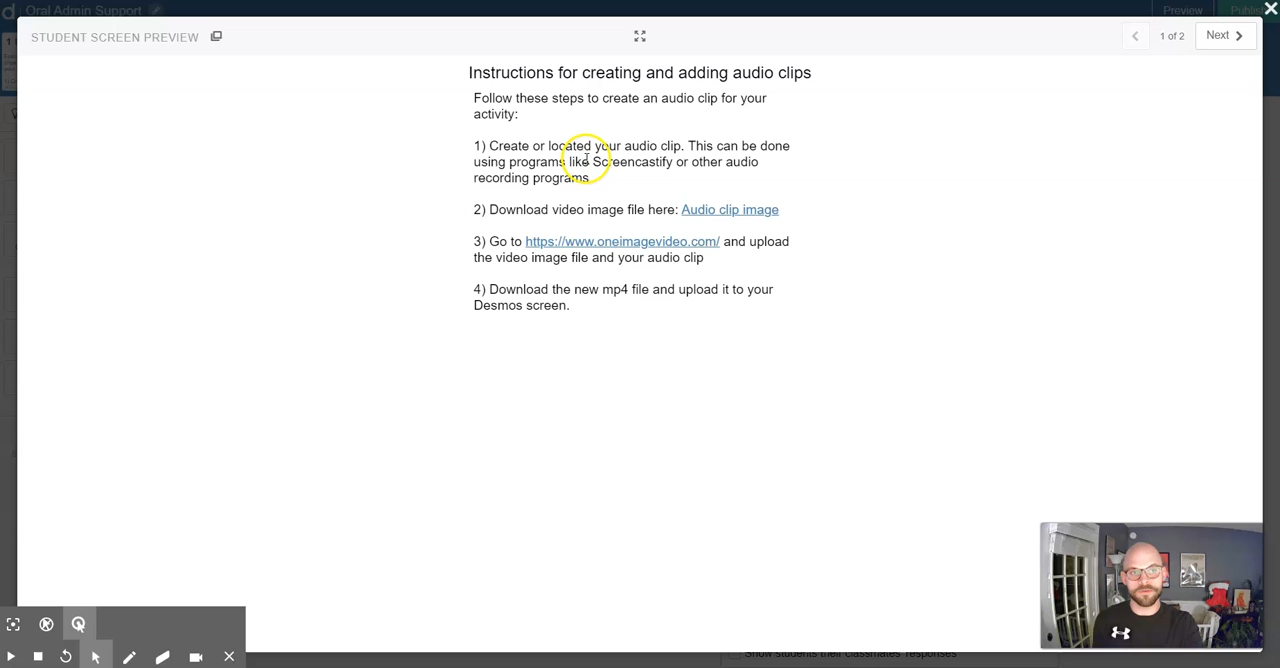 Oral Admin Support
Preview
Publis
STUDENT SCREEN PREVIEW
1 of 2
Next
Instructions for creating and adding audio clips
Follow these steps to create an audio clip for your
activity:
1) Create or located your audio clip. This can be done
using programs like Screencastify or other audio
recording programs
2) Download video image file here: Audio clip image
3) Go to https://www.oneimagevideo.com/ and upload
the video image file and your audio clip
4) Download the new mp4 file and upload it to your
Desmos screen.
Show students their classmates' responses